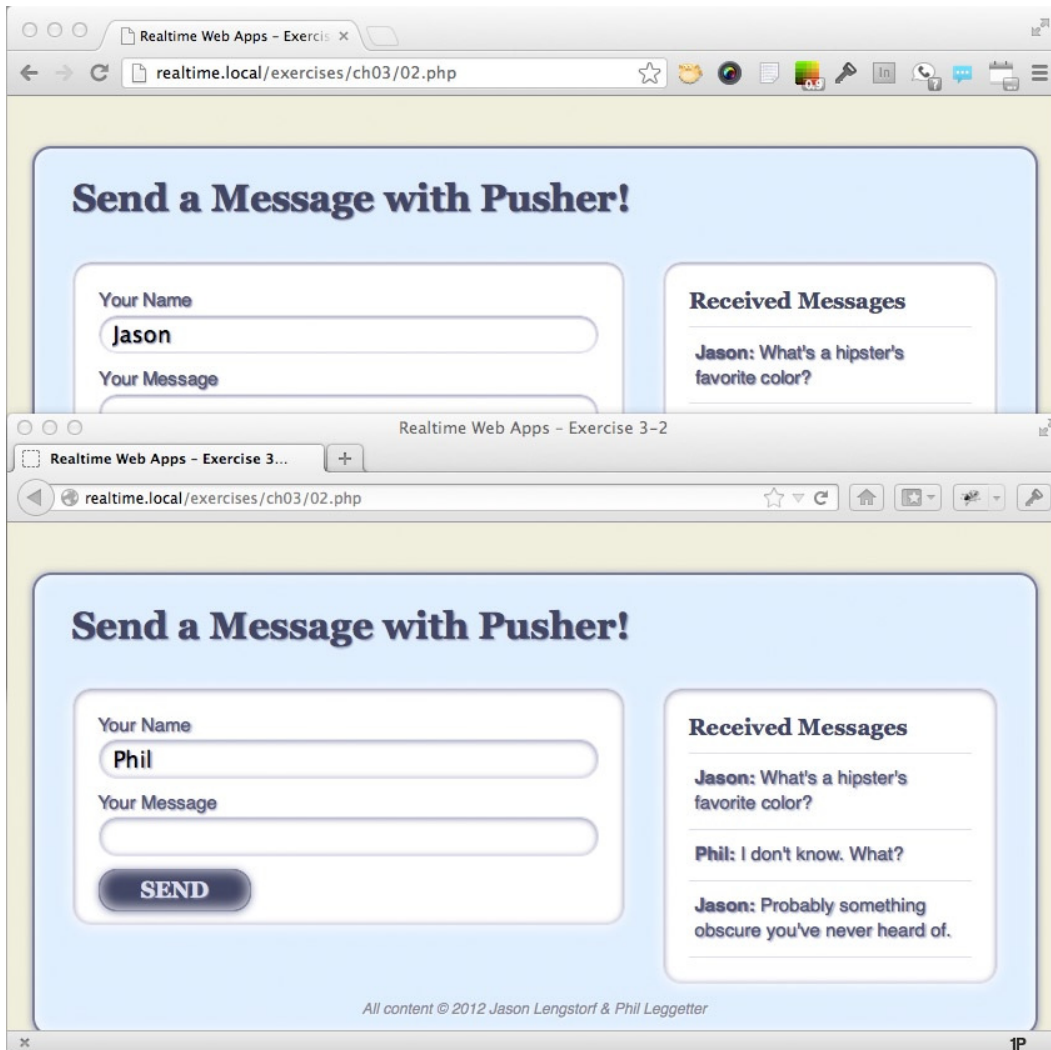 Realtime Web Apps – Exercis
realtime.local/exercises/ch03/02.php
0.9
In
7
Send a Message with Pusher!
Your Name
Jason
Your Message
Received Messages
Jason: What's a hipster's
favorite color?
Realtime Web Apps – Exercise 3-2
Realtime Web Apps – Exercise 3...
realtime.local/exercises/ch03/02.php
Send a Message with Pusher!
Your Name
Phil
Your Message
SEND
Received Messages
Jason: What's a hipster's
favorite color?
Phil: I don't know. What?
Jason: Probably something
obscure you've never heard of.
All content © 2012 Jason Lengstorf & Phil Leggetter
1P